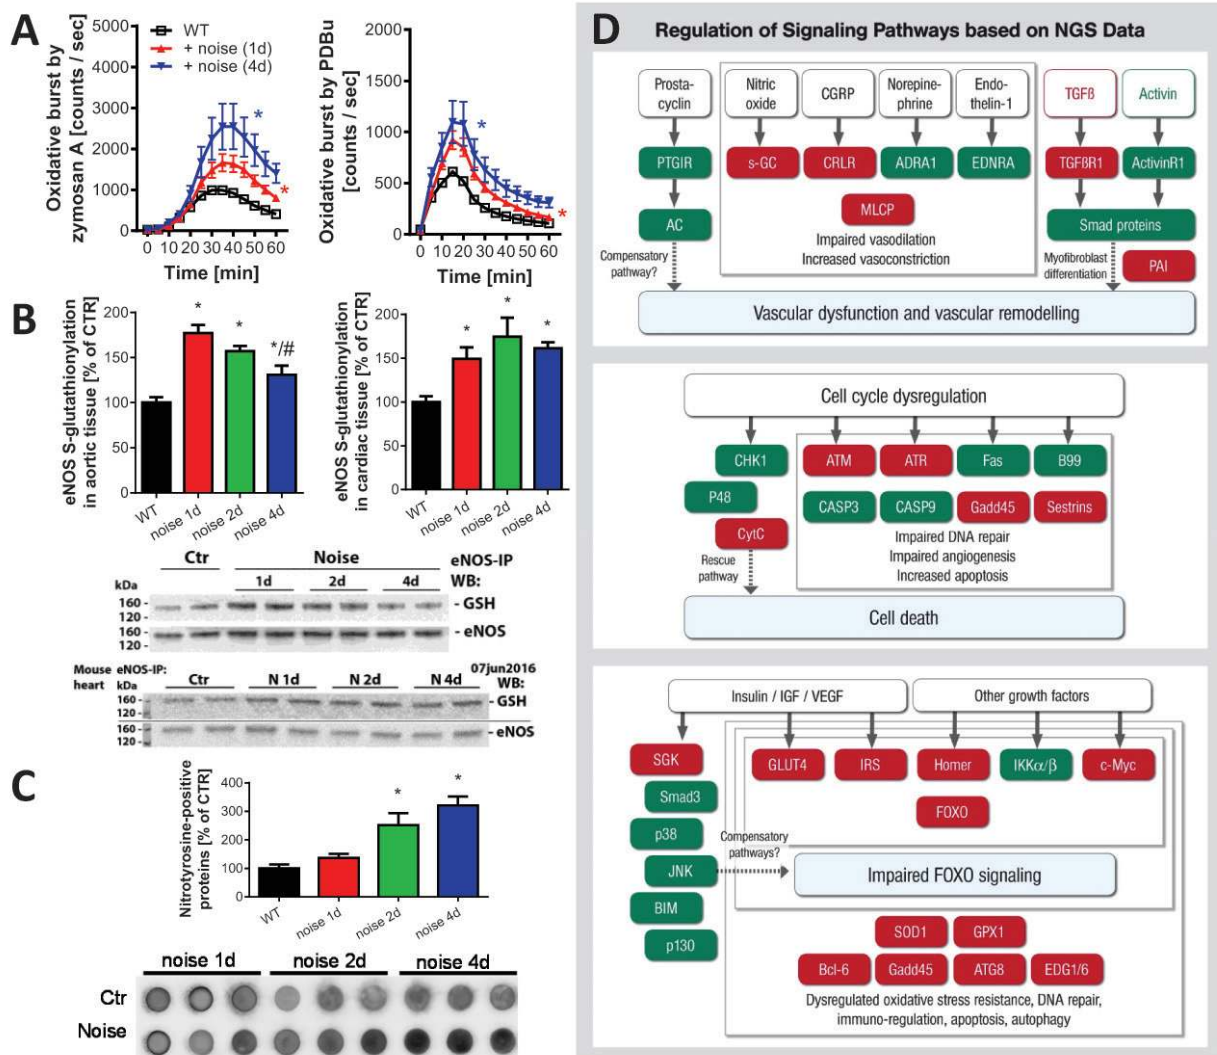 A
Oxidative burst by
zymosan A [counts / sec]
5000
4000
3000
2000
1000
0
WT
+ noise (1d)
+ noise (4d)
*
*
0 10 20 30 40 50 60
Time [min]
Oxidative burst by PDBu
[counts / sec]
2000
1500
1000
500
0
*
*
0 10 20 30 40 50 60
Time [min]
B
eNOS S-glutathionylation
in aortic tissue [% of CTR]
200
150
100
50
0
*
*
*/#
WT
noise 1d
noise 2d
noise 4d
eNOS S-glutathionylation
in cardiac tissue [% of CTR]
200
150
100
50
0
*
*
*
WT
noise 1d
noise 2d
noise 4d
Ctr Noise eNOS-IP
kDa 1d 2d 4d WB:
160 - - GSH
120 -
160 - - eNOS
120 -
Mouse eNOS-IP: 07jun2016
heart kDa Ctr N 1d N 2d N 4d WB:
160 - -GSH
120 -
160 - -eNOS
120 -
C
Nitrotyrosine-positive
proteins [% of CTR]
400
300
200
100
0
*
*
WT
noise 1d
noise 2d
noise 4d
noise 1d noise 2d noise 4d
Ctr
Noise
D
Regulation of Signaling Pathways based on NGS Data
Prosta-
cyclin
Nitric
oxide
CGRP
Norepine-
phrine
Endo-
thelin-1
TGFß
Activin
PTGIR
s-GC
CRLR
ADRA1
EDNRA
TGFßR1
ActivinR1
AC
MLCP
Smad proteins
Impaired vasodilation
Increased vasoconstriction
Compensatory
pathway?
Myofibroblast
differentiation
PAI
Vascular dysfunction and vascular remodelling
Cell cycle dysregulation
CHK1
ATM
ATR
Fas
B99
P48
CASP3
CASP9
Gadd45
Sestrins
CytC
Impaired DNA repair
Impaired angiogenesis
Increased apoptosis
Rescue
pathway
Cell death
Insulin / IGF / VEGF
Other growth factors
SGK
GLUT4
IRS
Homer
IKKα/β
c-Myc
Smad3
FOXO
p38
Compensatory
pathways?
JNK
Impaired FOXO signaling
BIM
p130
SOD1
GPX1
Bcl-6
Gadd45
ATG8
EDG1/6
Dysregulated oxidative stress resistance, DNA repair,
immuno-regulation, apoptosis, autophagy